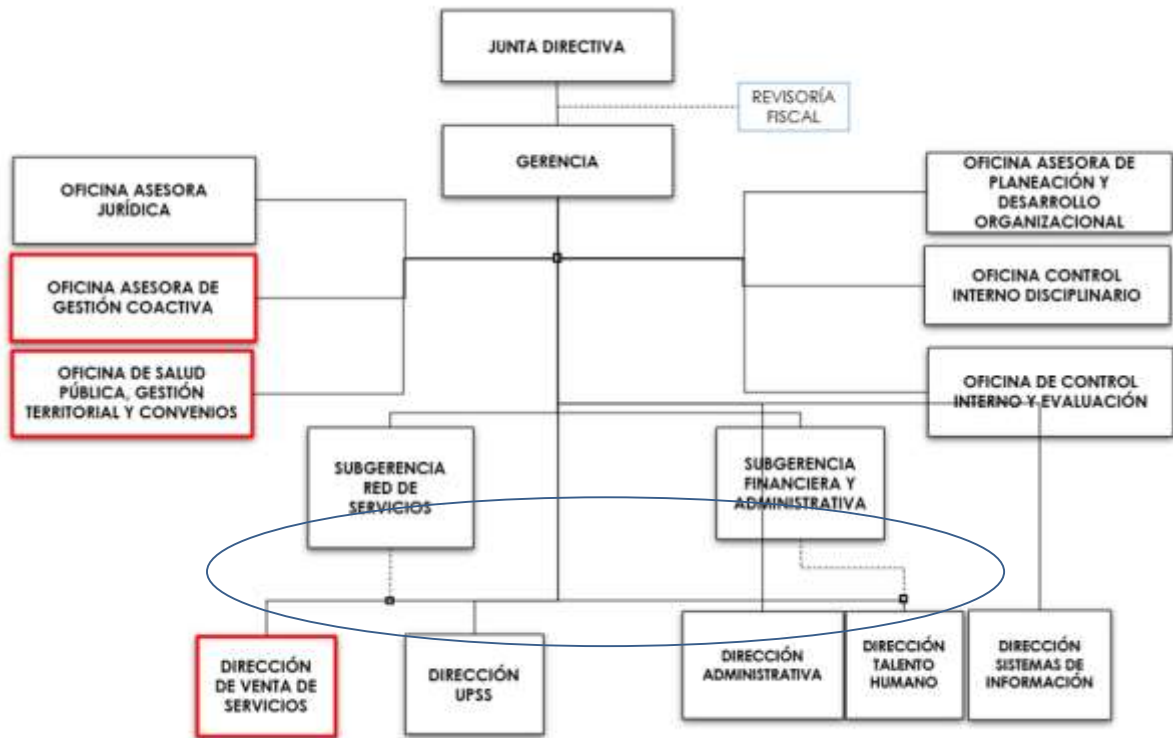 JUNTA DIRECTIVA
REVISORÍA
FISCAL
GERENCIA
OFICINA ASESORA
JURÍDICA
OFICINA ASESORA DE
PLANEACIÓN Y
DESARROLLO
ORGANIZACIONAL
OFICINA ASESORA DE
GESTIÓN COACTIVA
OFICINA CONTROL
INTERNO DISCIPLINARIO
OFICINA DE SALUD
PÚBLICA, GESTIÓN
TERRITORIAL Y CONVENIOS
OFICINA DE CONTROL
INTERNO Y EVALUACIÓN
SUBGERENCIA
RED DE
SERVICIOS
SUBGERENCIA
FINANCIERA Y
ADMINISTRATIVA
DIRECCIÓN
DE VENTA DE
SERVICIOS
DIRECCIÓN
UPSS
DIRECCIÓN
ADMINISTRATIVA
DIRECCIÓN
TALENTO
HUMANO
DIRECCIÓN
SISTEMAS DE
INFORMACIÓN